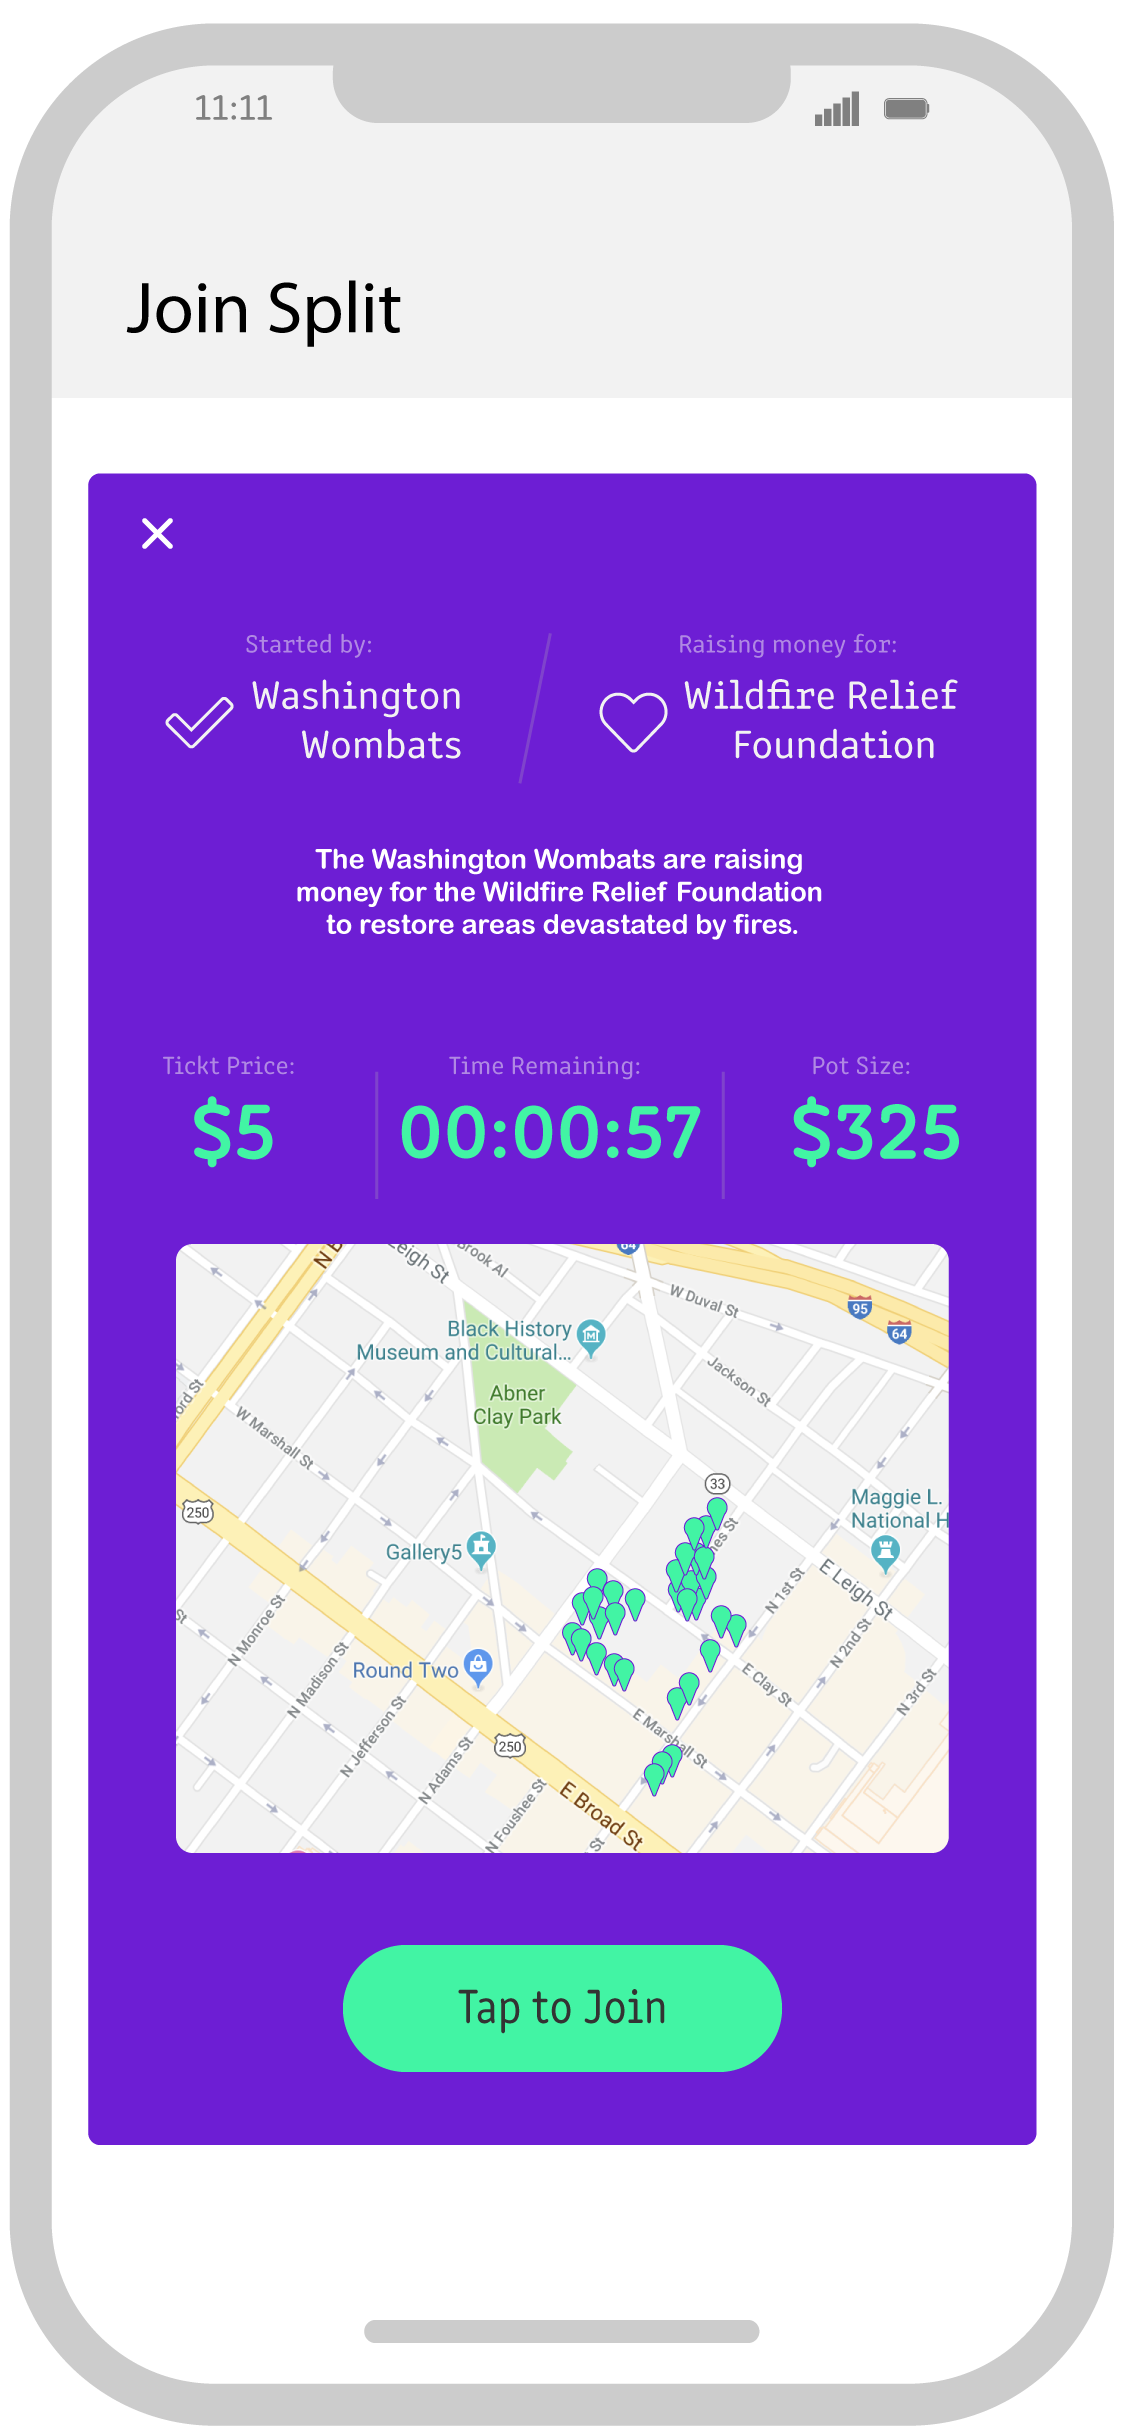 11:11
Join Split
Started by:
Washington
Wombats
Raising money for:
Wildfire Relief
Foundation
The Washington Wombats are raising
money for the Wildfire Relief Foundation
to restore areas devastated by fires.
Tickt Price:
$5
Time Remaining:
00:00:57
Pot Size:
$325
N B
Leigh St
Brook Al
64
W Duval St
95
64
Black History
Museum and Cultural...
Abner
Clay Park
Jackson St
ord St
W Marshall St
250
33
Maggie L.
National H
nes St
Gallery5
E Leigh St
N 1st St
N 2nd St
N 3rd St
St
N Monroe St
N Madison St
Round Two
E Clay St
N Jefferson St
N Adams St
250
E Marshall St
N Foushee St
E Broad St
St
Tap to Join